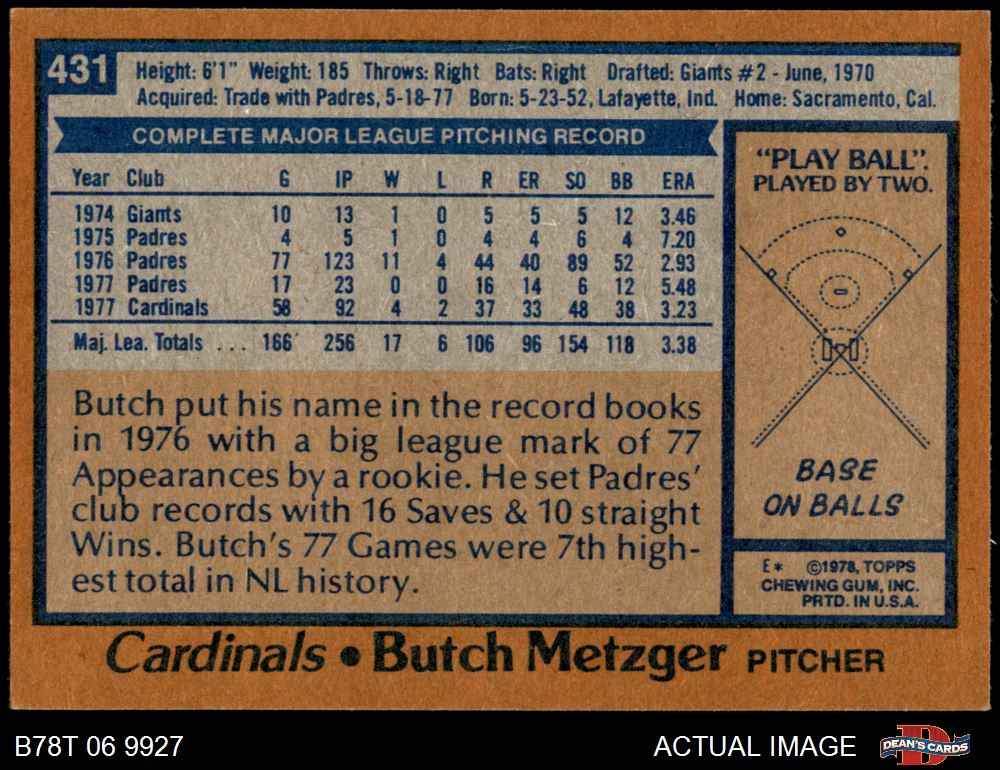 431
Height: 6'1" Weight: 185 Throws: Right Bats: Right Drafted: Giants #2 - June, 1970
Acquired: Trade with Padres, 5-18-77 Born: 5-23-52, Lafayette, Ind. Home: Sacramento, Cal.
COMPLETE MAJOR LEAGUE PITCHING RECORD
Year Club G IP W L R ER SO BB ERA
1974 Giants 10 13 1 0 5 5 5 12 3.46
1975 Padres 4 5 1 0 4 4 6 4 7.20
1976 Padres 77 123 11 4 44 40 89 52 2.93
1977 Padres 17 23 0 0 16 14 6 12 5.48
1977 Cardinals 58 92 4 2 37 33 48 38 3.23
Maj. Lea. Totals ... 166 256 17 6 106 96 154 118 3.38
Butch put his name in the record books
in 1976 with a big league mark of 77
Appearances by a rookie. He set Padres'
club records with 16 Saves & 10 straight
Wins. Butch's 77 Games were 7th high-
est total in NL history.
"PLAY BALL".
PLAYED BY TWO.
BASE
ON BALLS
E* ©1978, TOPPS
CHEWING GUM, INC.
PRTD. IN U.S.A.
Cardinals • Butch Metzger PITCHER
B78T 06 9927
ACTUAL IMAGE
D
DEAN'S CARDS